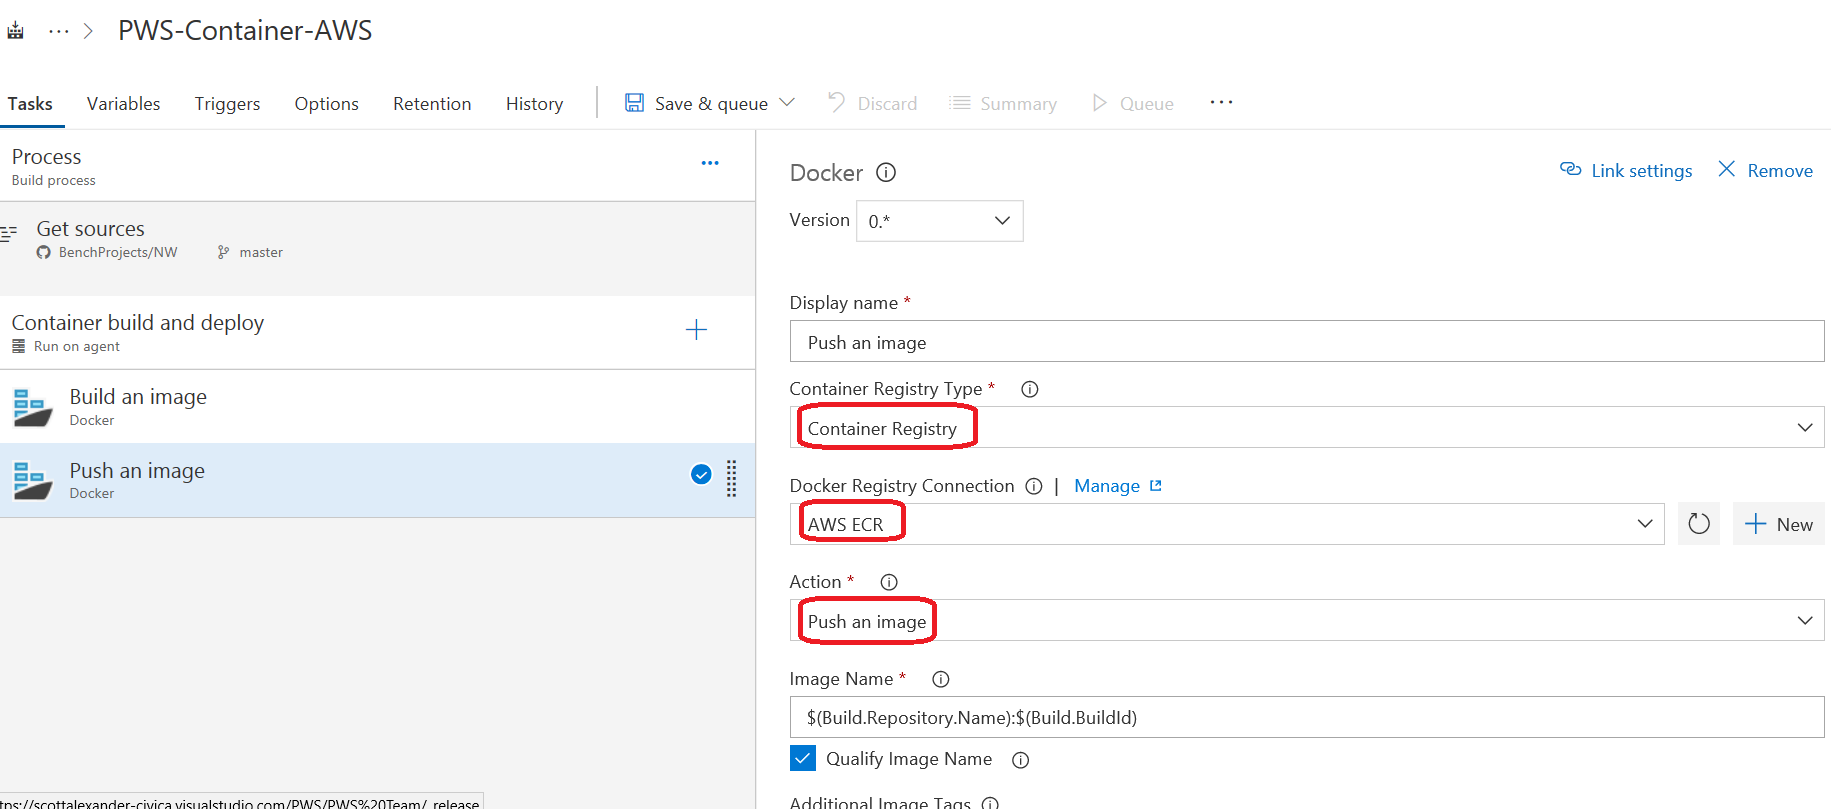 PWS-Container-AWS
Tasks Variables Triggers Options Retention History Save & queue Discard Summary Queue
Process
Build process
Get sources
BenchProjects/NW master
Container build and deploy
Run on agent
Build an image
Docker
Push an image
Docker
Docker
Link settings Remove
Version 0.*
Display name *
Push an image
Container Registry Type *
Container Registry
Docker Registry Connection | Manage
AWS ECR
New
Action *
Push an image
Image Name *
$(Build.Repository.Name):$(Build.BuildId)
Qualify Image Name
Additional Image Tags
tps://scottalexander-civica.visualstudio.com/PWS/PWS%20Team/_release